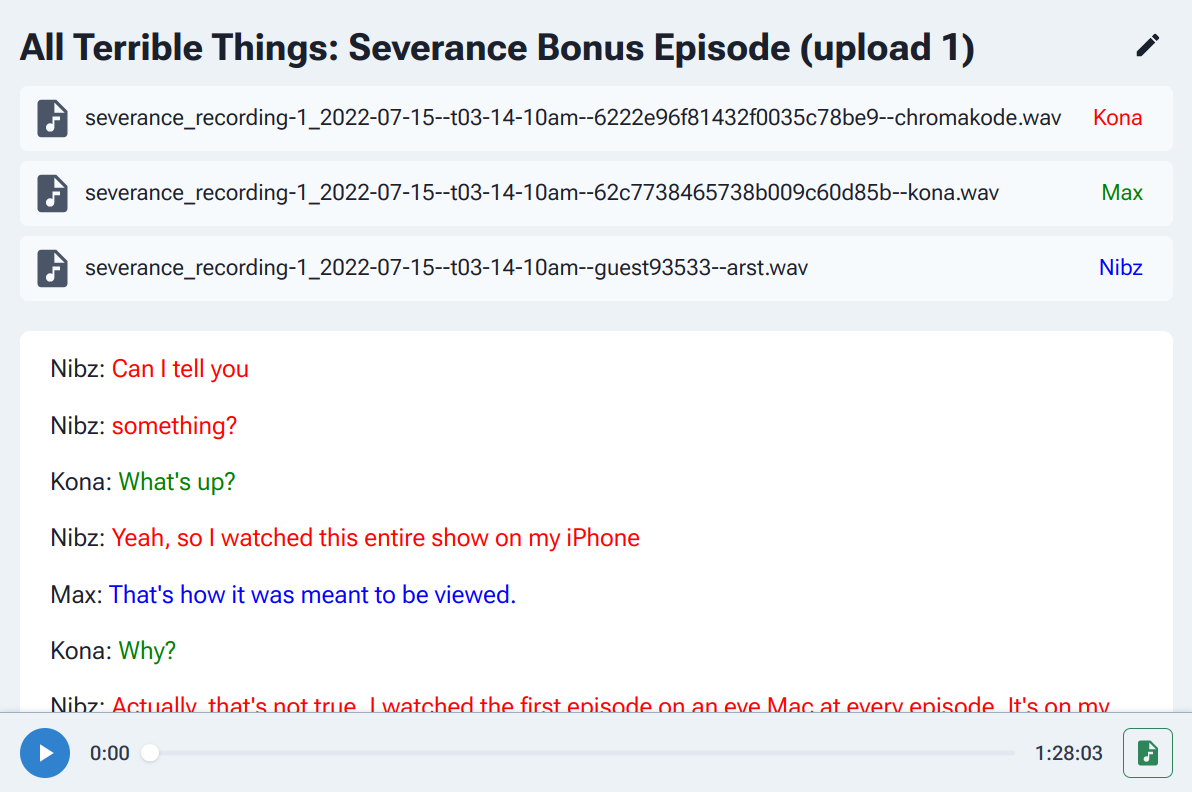 All Terrible Things: Severance Bonus Episode (upload 1)
severance_recording-1_2022-07-15--t03-14-10am--6222e96f81432f0035c78be9--chromakode.wav Kona
severance_recording-1_2022-07-15--t03-14-10am--62c7738465738b009c60d85b--kona.wav Max
severance_recording-1_2022-07-15--t03-14-10am--guest93533--arst.wav Nibz
Nibz: Can I tell you
Nibz: something?
Kona: What's up?
Nibz: Yeah, so I watched this entire show on my iPhone
Max: That's how it was meant to be viewed.
Kona: Why?
Nibz: Actually, that's not true. I watched the first episode on an eye Mac at every episode. It's on my
0:00 1:28:03